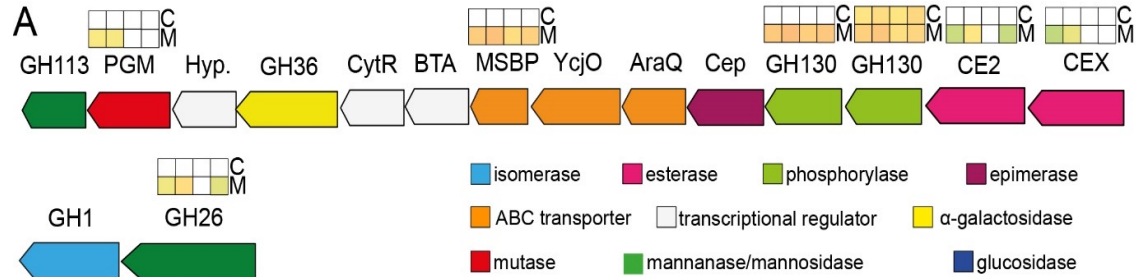 A
C
M
C
M
C
M
C
M
C
M
C
M
GH113 PGM Hyp. GH36 CytR BTA MSBP YcjO AraQ Cep GH130 GH130 CE2 CEX
C
M
GH1 GH26
isomerase esterase phosphorylase epimerase
ABC transporter transcriptional regulator α-galactosidase
mutase mannanase/mannosidase glucosidase